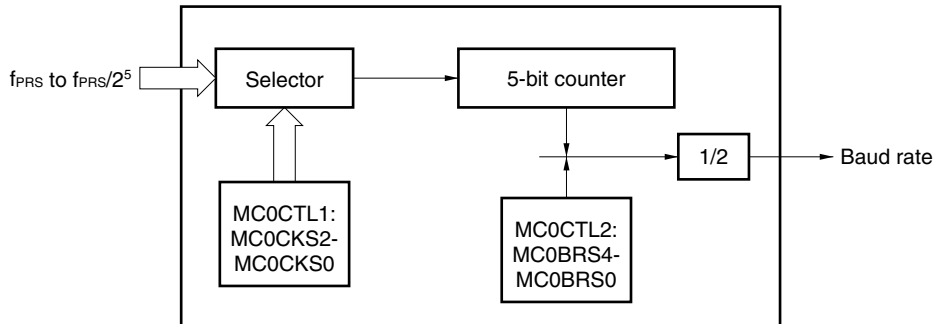 fPRS to fPRS/2⁵
Selector
5-bit counter
1/2
Baud rate
MC0CTL1:
MC0CKS2-
MC0CKS0
MC0CTL2:
MC0BRS4-
MC0BRS0